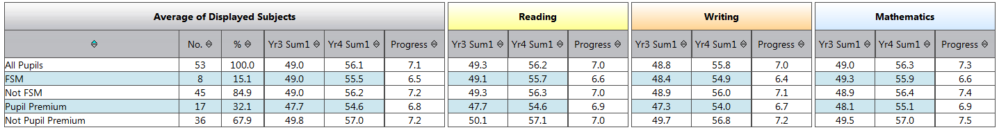 Average of Displayed Subjects Reading Writing Mathematics
No. % Yr3 Sum1 Yr4 Sum1 Progress Yr3 Sum1 Yr4 Sum1 Progress Yr3 Sum1 Yr4 Sum1 Progress Yr3 Sum1 Yr4 Sum1 Progress
All Pupils 53 100.0 49.0 56.1 7.1 49.3 56.2 7.0 48.8 55.8 7.0 49.0 56.3 7.3
FSM 8 15.1 49.0 55.5 6.5 49.1 55.7 6.6 48.4 54.9 6.4 49.3 55.9 6.6
Not FSM 45 84.9 49.0 56.2 7.2 49.3 56.3 7.0 48.9 56.0 7.1 48.9 56.4 7.4
Pupil Premium 17 32.1 47.7 54.6 6.8 47.7 54.6 6.9 47.3 54.0 6.7 48.1 55.1 6.9
Not Pupil Premium 36 67.9 49.8 57.0 7.2 50.1 57.1 7.0 49.7 56.8 7.2 49.5 57.0 7.5